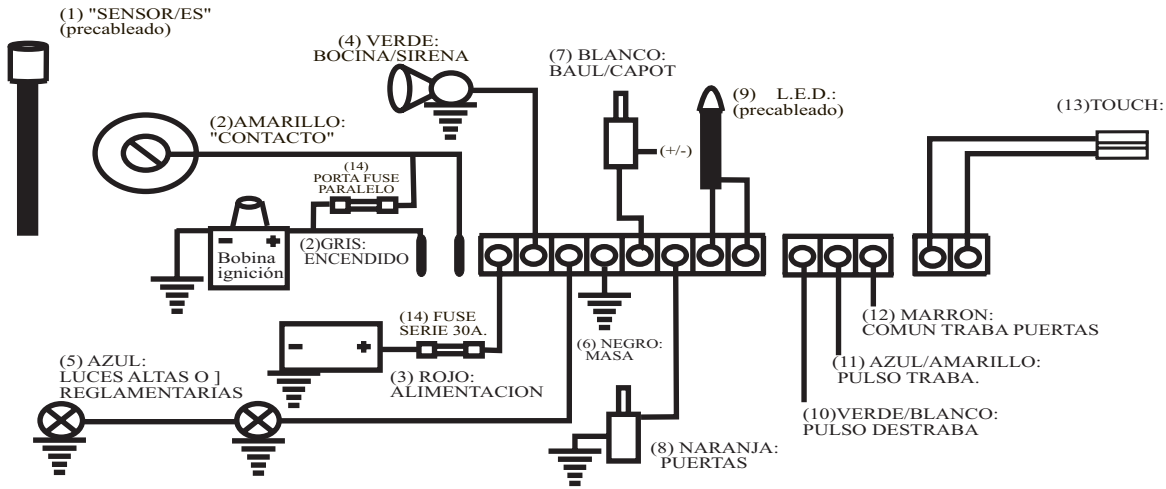 (1) "SENSOR/ES"
(precableado)
(4) VERDE:
BOCINA/SIRENA
(7) BLANCO:
BAUL/CAPOT
(9) L.E.D.:
(precableado)
(13)TOUCH:
(2)AMARILLO:
"CONTACTO"
(+/-)
(14)
PORTA FUSE
PARALELO
- +
Bobina
ignición
(2)GRIS:
ENCENDIDO
(14) FUSE
SERIE 30A.
- +
(3) ROJO:
ALIMENTACION
(6) NEGRO:
MASA
(12) MARRON:
COMUN TRABA PUERTAS
(5) AZUL:
LUCES ALTAS O ]
REGLAMENTARIAS
(11) AZUL/AMARILLO:
PULSO TRABA.
(10)VERDE/BLANCO:
PULSO DESTRABA
(8) NARANJA:
PUERTAS